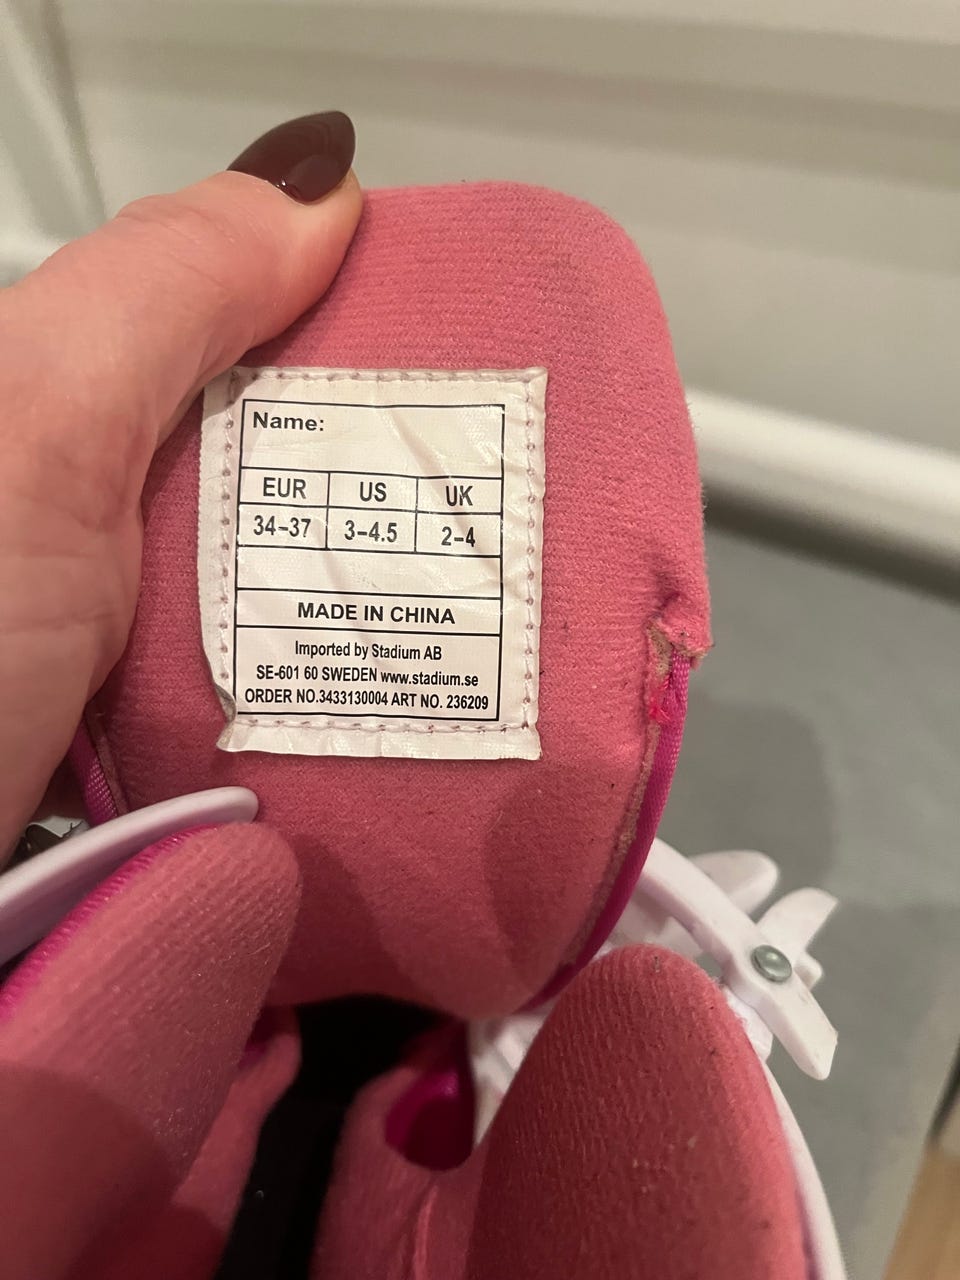 Name:
EUR US UK
34-37 3-4.5 2-4
MADE IN CHINA
Imported by Stadium AB
SE-601 60 SWEDEN www.stadium.se
ORDER NO.3433130004 ART NO. 236209